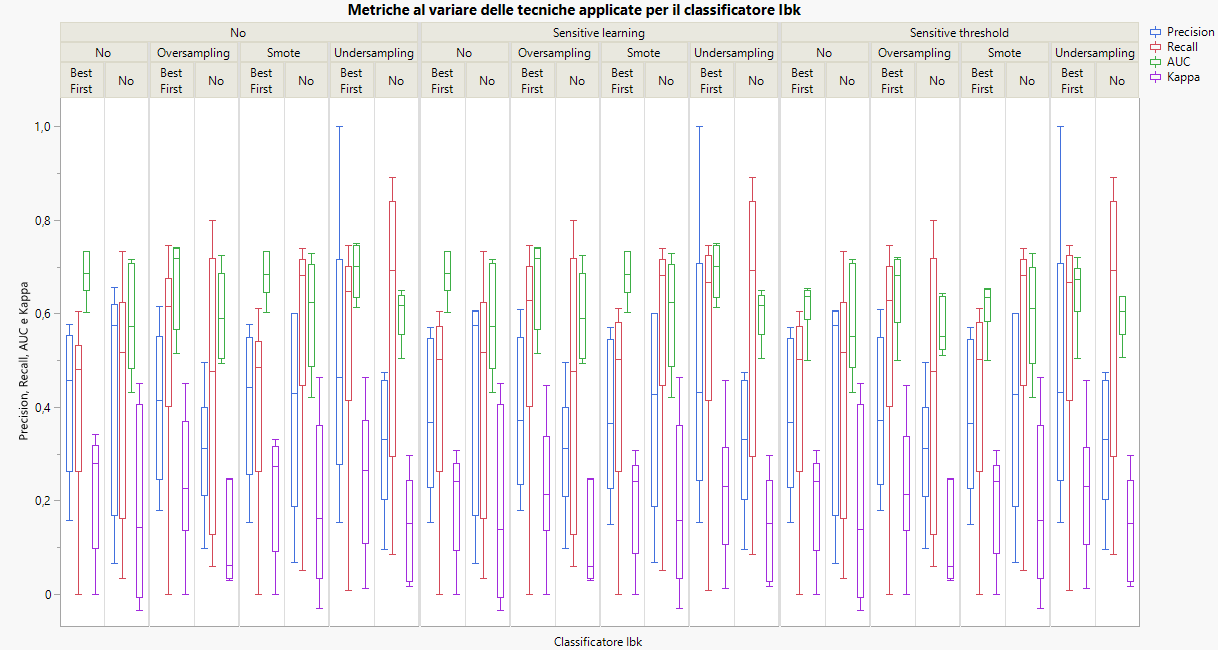 Metriche al variare delle tecniche applicate per il classificatore Ibk
No Sensitive learning Sensitive threshold
No Oversampling Smote Undersampling No Oversampling Smote Undersampling No Oversampling Smote Undersampling
Best First No Best First No Best First No Best First No Best First No Best First No Best First No Best First No Best First No Best First No Best First No Best First No
Precision
Recall
AUC
Kappa
Precision, Recall, AUC e Kappa
1,0
0,8
0,6
0,4
0,2
0
Classificatore Ibk